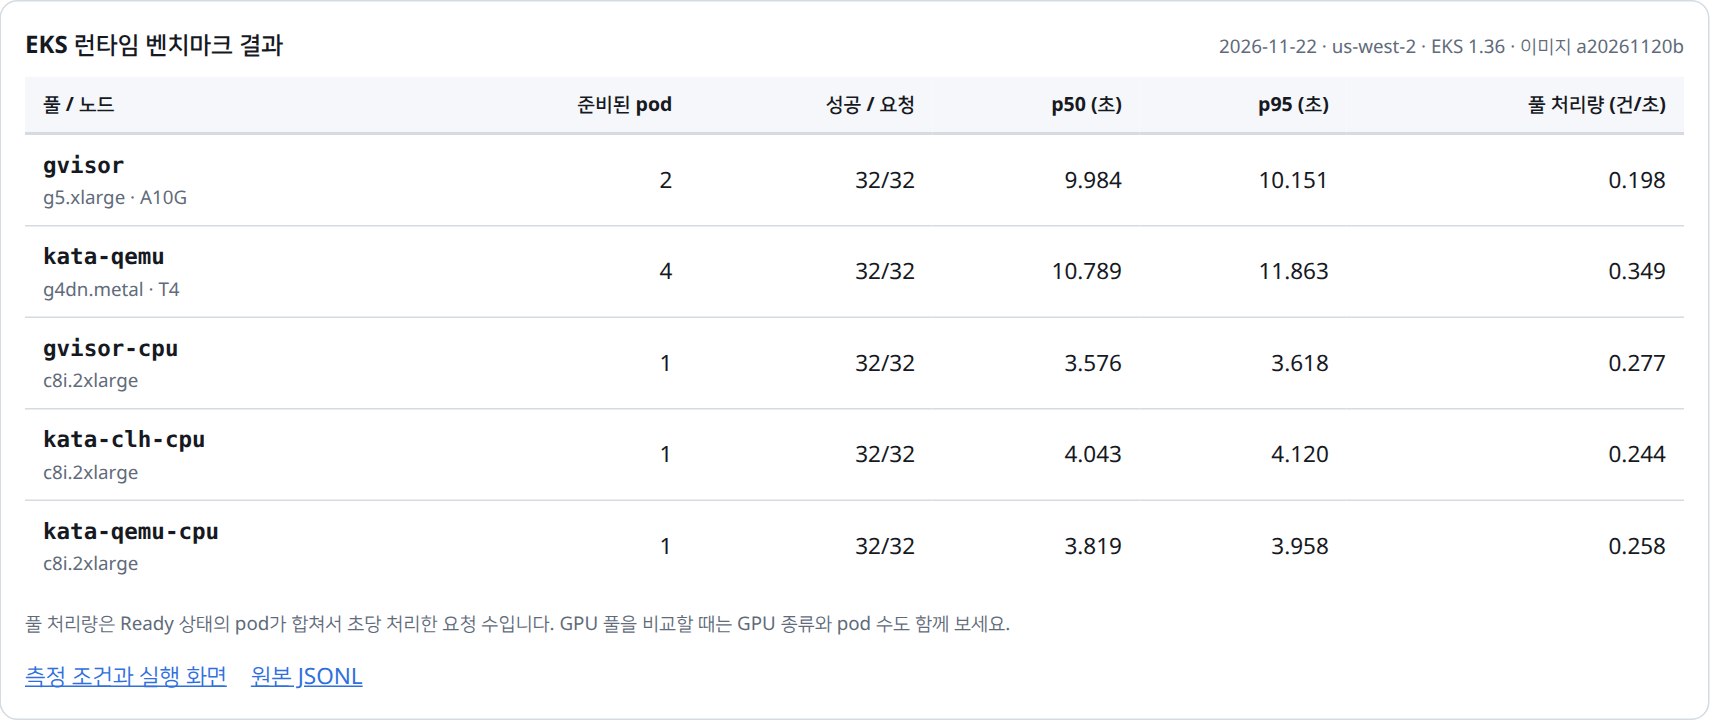 EKS 런타임 벤치마크 결과
2026-11-22 · us-west-2 · EKS 1.36 · 이미지 a20261120b
풀 / 노드 준비된 pod 성공 / 요청 p50 (초) p95 (초) 풀 처리량 (건/초)
gvisor
g5.xlarge · A10G
2 32/32 9.984 10.151 0.198
kata-qemu
g4dn.metal · T4
4 32/32 10.789 11.863 0.349
gvisor-cpu
c8i.2xlarge
1 32/32 3.576 3.618 0.277
kata-clh-cpu
c8i.2xlarge
1 32/32 4.043 4.120 0.244
kata-qemu-cpu
c8i.2xlarge
1 32/32 3.819 3.958 0.258
풀 처리량은 Ready 상태의 pod가 합쳐서 초당 처리한 요청 수입니다. GPU 풀을 비교할 때는 GPU 종류와 pod 수도 함께 보세요.
측정 조건과 실행 화면 원본 JSONL